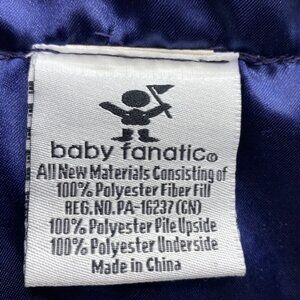 baby fanatic®
All New Materials Consisting of
100% Polyester Fiber Fill
REG.NO.PA-16237(CN)
100% Polyester Pile Upside
100% Polyester Underside
Made in China